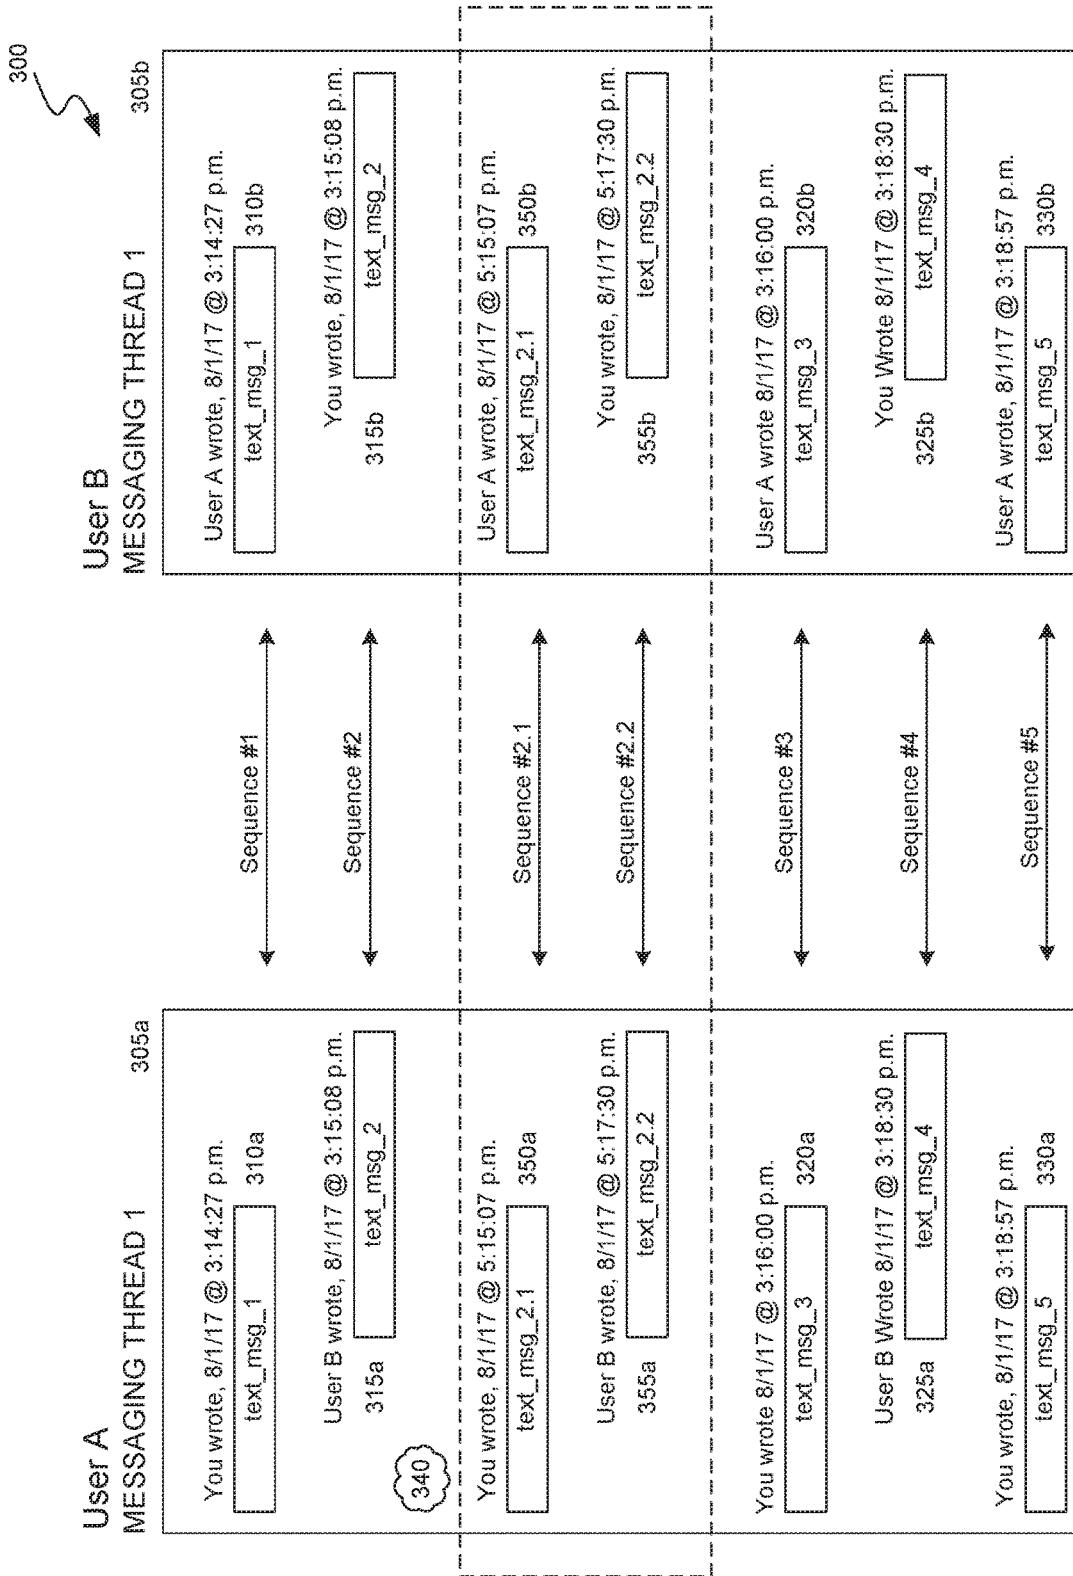 300
User A
MESSAGING THREAD 1
305a
You wrote, 8/1/17 @ 3:14:27 p.m.
text_msg_1
310a
User B wrote, 8/1/17 @ 3:15:08 p.m.
315a
text_msg_2
340
You wrote, 8/1/17 @ 5:15:07 p.m.
text_msg_2.1
350a
User B wrote, 8/1/17 @ 5:17:30 p.m.
355a
text_msg_2.2
You wrote 8/1/17 @ 3:16:00 p.m.
text_msg_3
320a
User B Wrote 8/1/17 @ 3:18:30 p.m.
325a
text_msg_4
You wrote, 8/1/17 @ 3:18:57 p.m.
text_msg_5
330a
Sequence #1
Sequence #2
Sequence #2.1
Sequence #2.2
Sequence #3
Sequence #4
Sequence #5
User B
MESSAGING THREAD 1
305b
User A wrote, 8/1/17 @ 3:14:27 p.m.
text_msg_1
310b
You wrote, 8/1/17 @ 3:15:08 p.m.
315b
text_msg_2
User A wrote, 8/1/17 @ 5:15:07 p.m.
text_msg_2.1
350b
You wrote, 8/1/17 @ 5:17:30 p.m.
355b
text_msg_2.2
User A wrote 8/1/17 @ 3:16:00 p.m.
text_msg_3
320b
You Wrote 8/1/17 @ 3:18:30 p.m.
325b
text_msg_4
User A wrote, 8/1/17 @ 3:18:57 p.m.
text_msg_5
330b